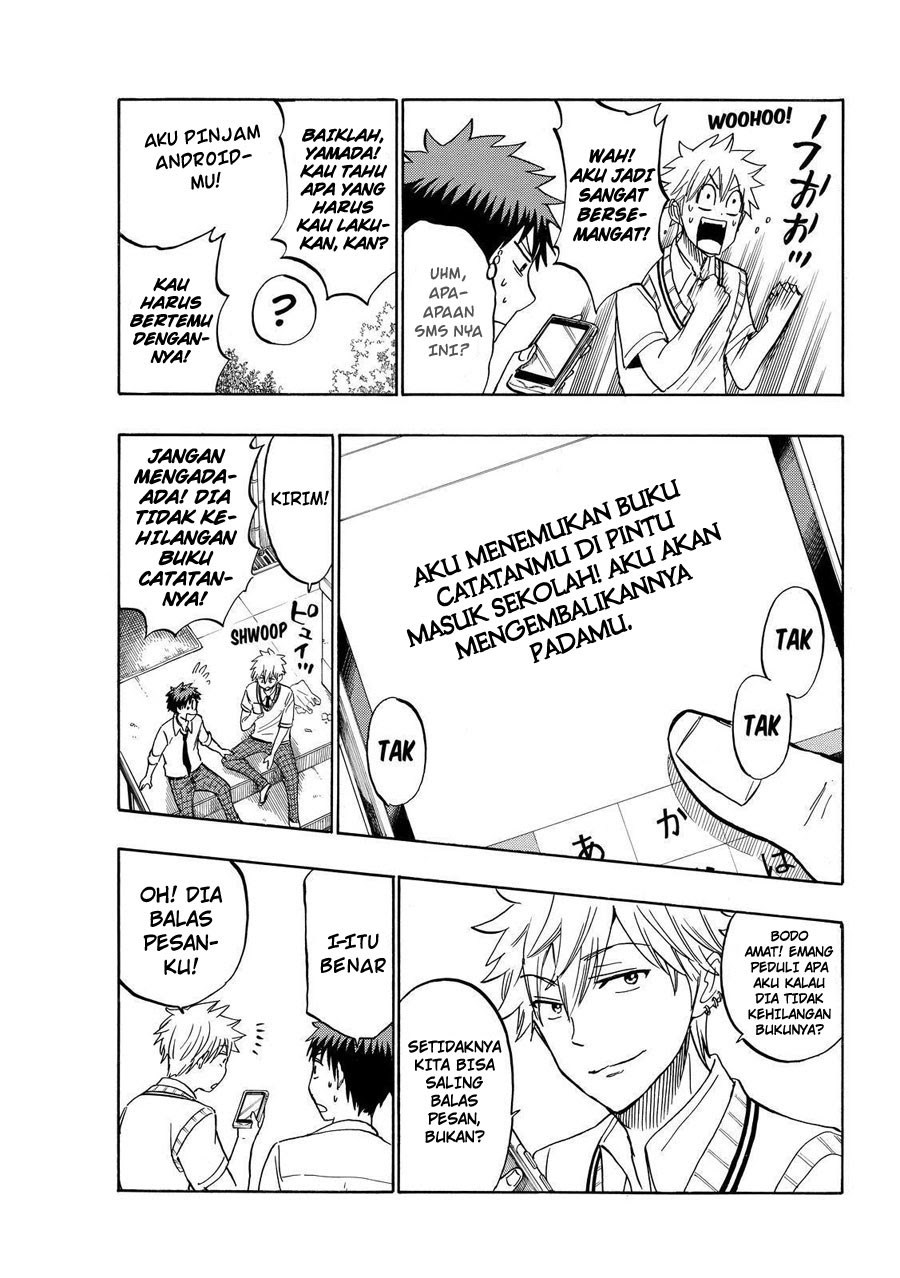 WOOHOO!
ーフおおおッ
WAH!
AKU JADI
SANGAT
BERSE-
MANGAT!
UHM,
APA-
APAAN
SMS NYA
INI?
BAIKLAH,
YAMADA!
KAU TAHU
APA YANG
HARUS
KAU LAKU-
KAN, KAN?
AKU PINJAM
ANDROID-
MU!
?
KAU
HARUS
BERTEMU
DENGAN-
NYA!
AKU MENEMUKAN BUKU
CATATANMU DI PINTU
MASUK SEKOLAH! AKU AKAN
MENGEMBALIKANNYA
PADAMU.
TAK
TAK
TAK
あ か は
KIRIM!
SHWOOP
ピュイッ
JANGAN
MENGADA-
ADA! DIA
TIDAK KE-
HILANGAN
BUKU
CATATAN-
NYA!
BODO
AMAT! EMANG
PEDULI APA
AKU KALAU
DIA TIDAK
KEHILANGAN
BUKUNYA?
SETIDAKNYA
KITA BISA
SALING
BALAS
PESAN,
BUKAN?
I-ITU
BENAR
OH! DIA
BALAS
PESAN-
KU!